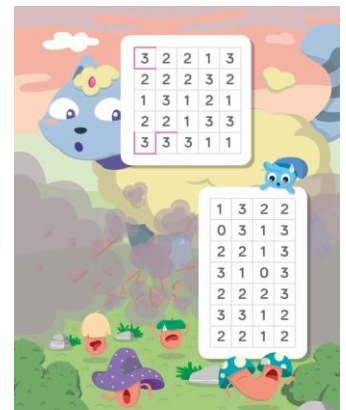 3 2 2 1 3
2 2 2 3 2
1 3 1 2 1
2 2 1 3 3
3 3 3 1 1
1 3 2 2
0 3 1 3
2 2 1 3
3 1 0 3
2 2 2 3
3 3 1 2
2 2 1 2